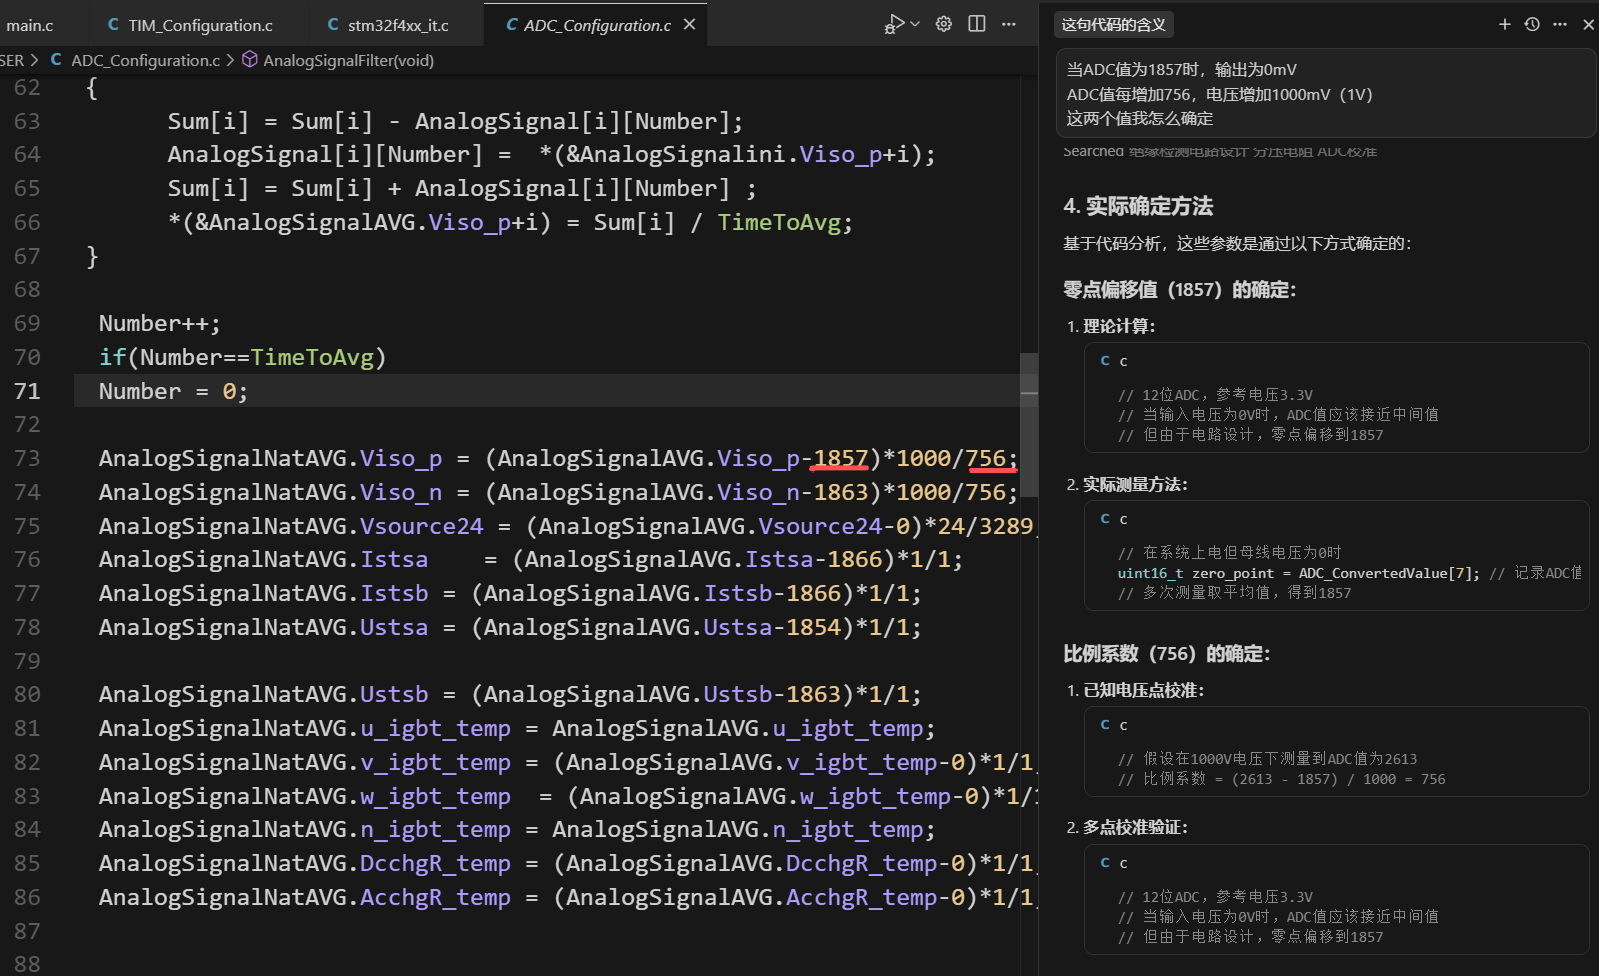 main.c
C TIM_Configuration.c
C stm32f4xx_it.c
C ADC_Configuration.c ×
SER > C ADC_Configuration.c > AnalogSignalFilter(void)
62 {
63 Sum[i] = Sum[i] - AnalogSignal[i][Number];
64 AnalogSignal[i][Number] = *(&AnalogSignalini.Viso_p+i);
65 Sum[i] = Sum[i] + AnalogSignal[i][Number] ;
66 *(&AnalogSignalAVG.Viso_p+i) = Sum[i] / TimeToAvg;
67 }
68
69 Number++;
70 if(Number==TimeToAvg)
71 Number = 0;
72
73 AnalogSignalNatAVG.Viso_p = (AnalogSignalAVG.Viso_p-1857)*1000/756;
74 AnalogSignalNatAVG.Viso_n = (AnalogSignalAVG.Viso_n-1863)*1000/756;
75 AnalogSignalNatAVG.Vsource24 = (AnalogSignalAVG.Vsource24-0)*24/3289
76 AnalogSignalNatAVG.Istsa = (AnalogSignalAVG.Istsa-1866)*1/1;
77 AnalogSignalNatAVG.Istsb = (AnalogSignalAVG.Istsb-1866)*1/1;
78 AnalogSignalNatAVG.Ustsa = (AnalogSignalAVG.Ustsa-1854)*1/1;
79
80 AnalogSignalNatAVG.Ustsb = (AnalogSignalAVG.Ustsb-1863)*1/1;
81 AnalogSignalNatAVG.u_igbt_temp = AnalogSignalAVG.u_igbt_temp;
82 AnalogSignalNatAVG.v_igbt_temp = (AnalogSignalAVG.v_igbt_temp-0)*1/1
83 AnalogSignalNatAVG.w_igbt_temp = (AnalogSignalAVG.w_igbt_temp-0)*1/1
84 AnalogSignalNatAVG.n_igbt_temp = AnalogSignalAVG.n_igbt_temp;
85 AnalogSignalNatAVG.DcchgR_temp = (AnalogSignalAVG.DcchgR_temp-0)*1/1
86 AnalogSignalNatAVG.AcchgR_temp = (AnalogSignalAVG.AcchgR_temp-0)*1/1
87
88
这句代码的含义
当ADC值为1857时，输出为0mV
ADC值每增加756，电压增加1000mV（1V）
这两个值我怎么确定
Searched 绝缘检测电路设计 分压电阻 ADC校准
4. 实际确定方法
基于代码分析，这些参数是通过以下方式确定的：
零点偏移值（1857）的确定：
1. 理论计算：
C c
// 12位ADC，参考电压3.3V
// 当输入电压为0V时，ADC值应该接近中间值
// 但由于电路设计，零点偏移到1857
2. 实际测量方法：
C c
// 在系统上电但母线电压为0时
uint16_t zero_point = ADC_ConvertedValue[7]; // 记录ADC值
// 多次测量取平均值，得到1857
比例系数（756）的确定：
1. 已知电压点校准：
C c
// 假设在1000V电压下测量到ADC值为2613
// 比例系数 = (2613 - 1857) / 1000 = 756
2. 多点校准验证：
C c
// 12位ADC，参考电压3.3V
// 当输入电压为0V时，ADC值应该接近中间值
// 但由于电路设计，零点偏移到1857